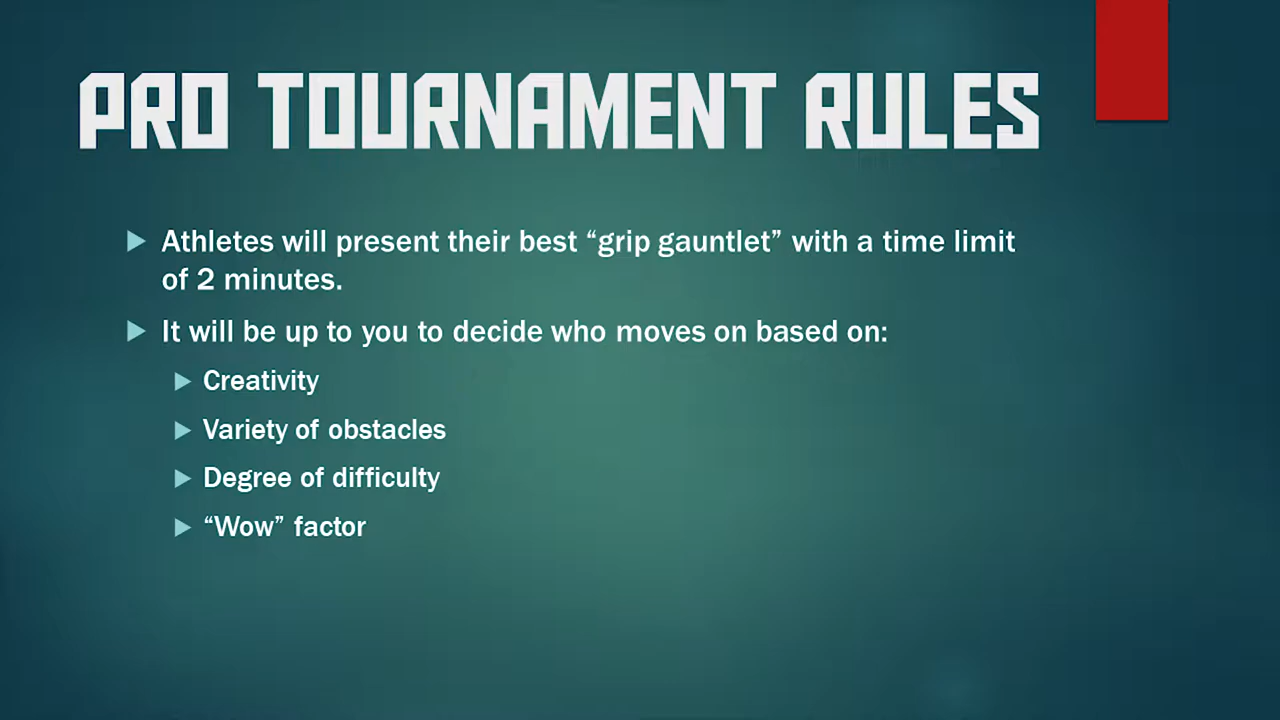 PRO TOURNAMENT RULES
Athletes will present their best “grip gauntlet” with a time limit
of 2 minutes.
It will be up to you to decide who moves on based on:
Creativity
Variety of obstacles
Degree of difficulty
“Wow” factor